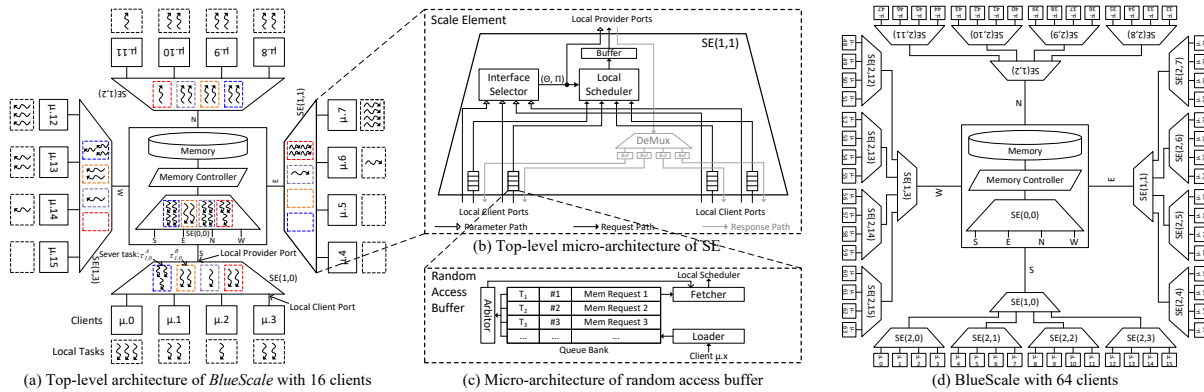 μ.11
μ.10
μ.9
μ.8
SE(1,2)
N
μ.12
μ.13
μ.14
μ.15
W
SE(1,3)
Memory
Memory Controller
SE(0,0)
S E N W
E
SE(1,1)
μ.7
μ.6
μ.5
μ.4
S
Local Provider Port
Sever task:
SE(1,0)
Local Client Port
Clients
μ.0
μ.1
μ.2
μ.3
Local Tasks
(a) Top-level architecture of BlueScale with 16 clients
Scale Element
Local Provider Ports
SE(1,1)
Buffer
Interface Selector
(Θ, Π)
Local Scheduler
DeMux
Buf Buf Buf Buf
Local Client Ports
Local Client Ports
Parameter Path
Request Path
Response Path
(b) Top-level micro-architecture of SE
Random Access Buffer
Local Scheduler
Arbitor
T1 #1 Mem Request 1
T2 #2 Mem Request 2
T3 #3 Mem Request 3
... ... ...
Fetcher
Loader
Queue Bank
Client μ.x
(c) Micro-architecture of random access buffer
SE(2,11)
SE(2,10)
SE(2,9)
SE(2,8)
SE(1,2)
N
SE(2,12)
SE(2,13)
SE(2,14)
SE(2,15)
SE(1,3)
W
Memory
Memory Controller
SE(0,0)
S E N W
E
SE(1,1)
SE(2,7)
SE(2,6)
SE(2,5)
SE(2,4)
S
SE(1,0)
SE(2,0)
SE(2,1)
SE(2,2)
SE(2,3)
(d) BlueScale with 64 clients